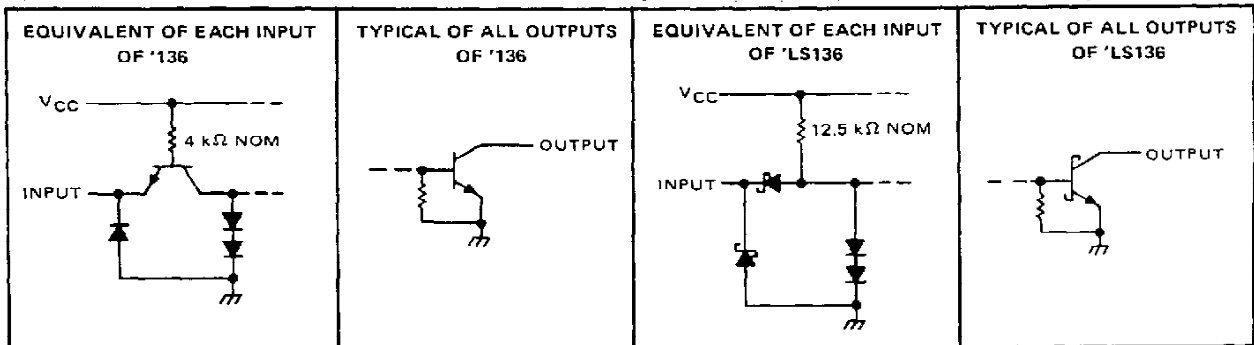 EQUIVALENT OF EACH INPUT
OF '136
VCC
4 kΩ NOM
INPUT
TYPICAL OF ALL OUTPUTS
OF '136
OUTPUT
EQUIVALENT OF EACH INPUT
OF 'LS136
VCC
12.5 kΩ NOM
INPUT
TYPICAL OF ALL OUTPUTS
OF 'LS136
OUTPUT